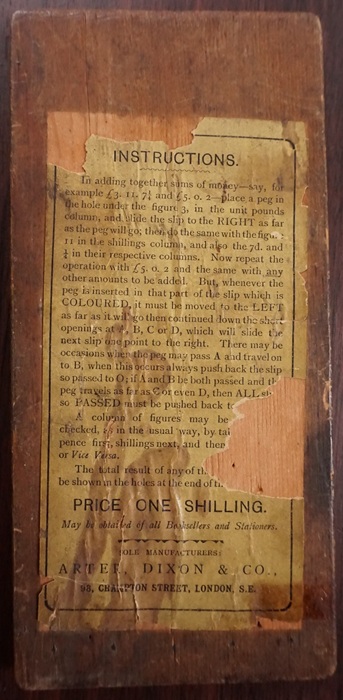 INSTRUCTIONS.
In adding together sums of money—say, for
example £3. 11. 7¼ and £5. 0. 2—place a peg in
the hole under the figure 3, in the unit pounds
column, and slide the slip to the RIGHT as far
as the peg will go; then do the same with the figure
11 in the shillings column, and also the 7d. and
¼ in their respective columns. Now repeat the
operation with £5. 0. 2 and the same with any
other amounts to be added. But, whenever the
peg is inserted in that part of the slip which is
COLOURED, it must be moved to the LEFT
as far as it will go then continued down the short
openings at A, B, C or D, which will slide the
next slip one point to the right. There may be
occasions when the peg may pass A and travel on
to B, when this occurs always push back the slip
so passed to O; if A and B be both passed and the
peg travels as far as C or even D, then ALL
so PASSED must be pushed back
A column of figures may be
checked, as in the usual way, by
pence first, shillings next, and then
or Vice Versa.
The total result of any of
be shown in the holes at the end of
PRICE ONE SHILLING.
May be obtained of all Booksellers and Stationers.
SOLE MANUFACTURERS:
ARTER, DIXON & CO.,
CHAMPTON STREET, LONDON, S.E.